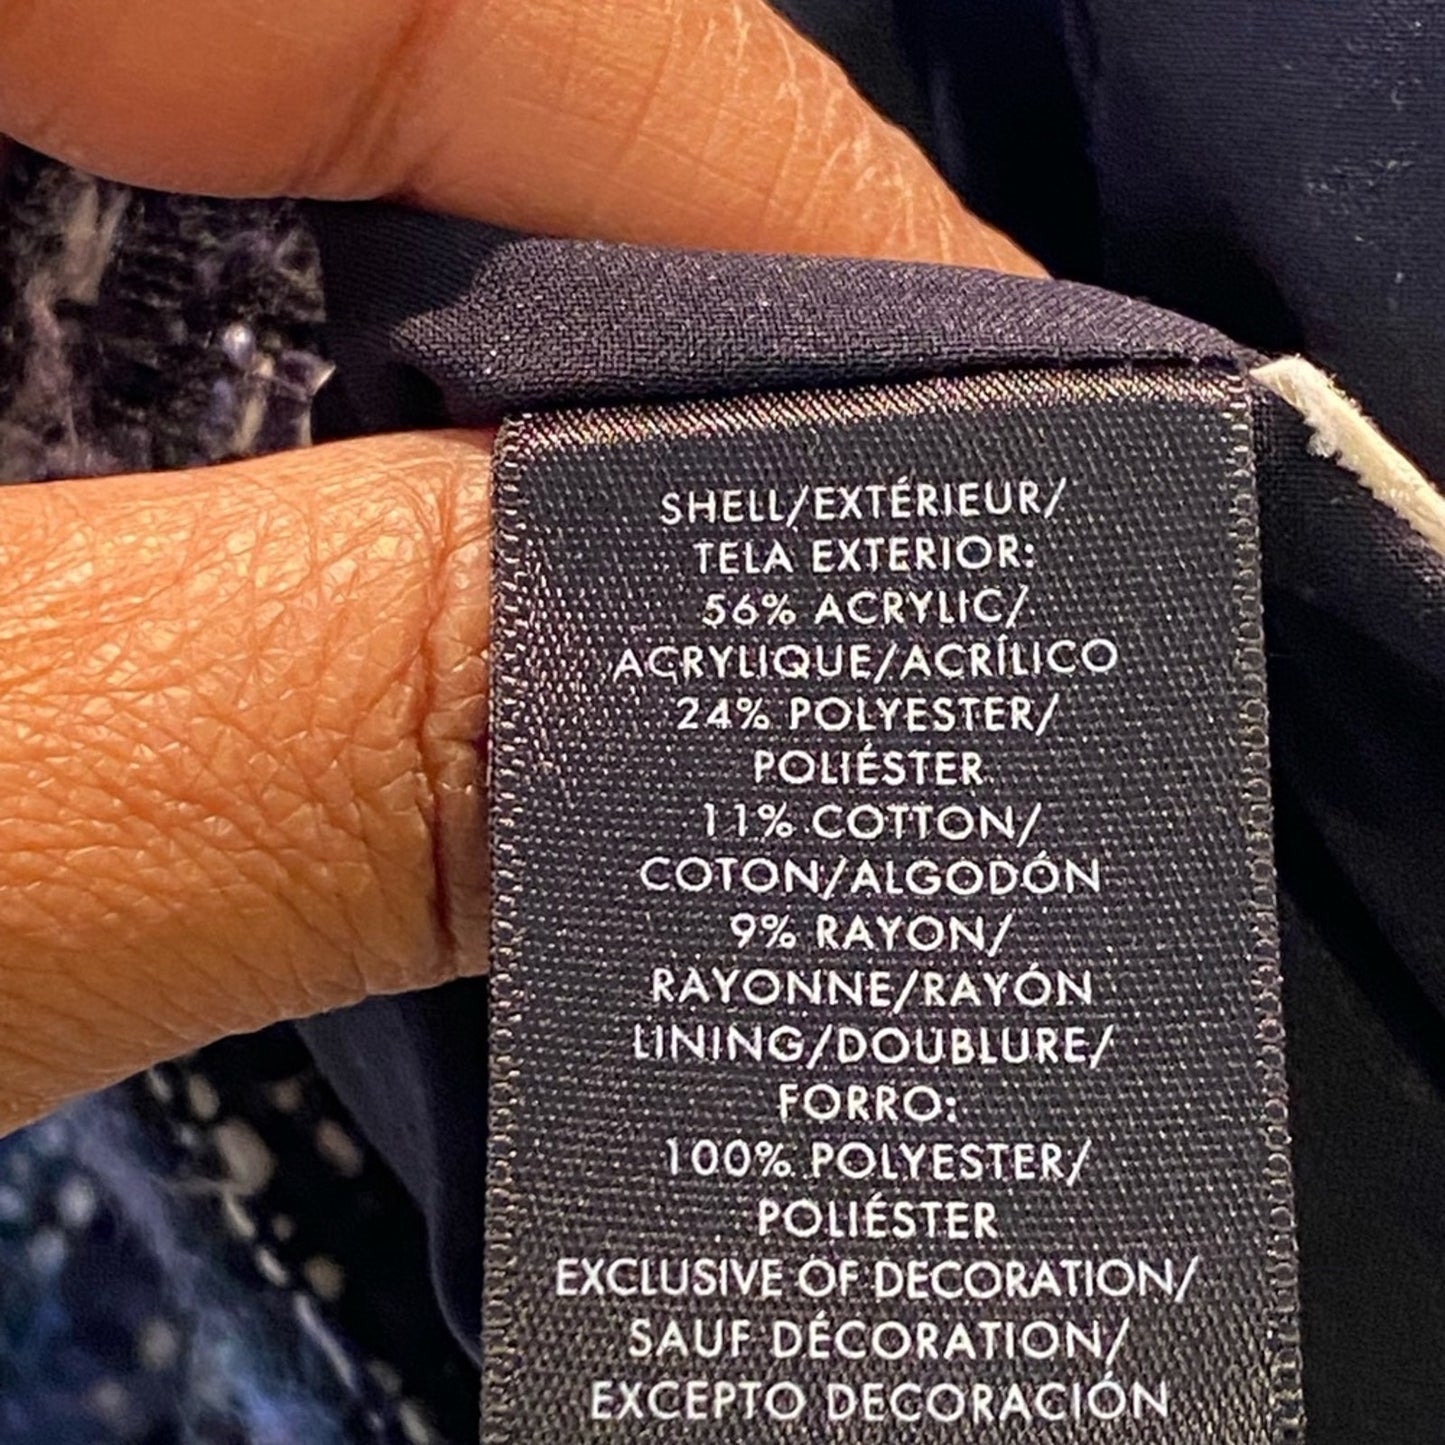 SHELL/EXTÉRIEUR/
TELA EXTERIOR:
56% ACRYLIC/
ACRYLIQUE/ACRÍLICO
24% POLYESTER/
POLIÉSTER
11% COTTON/
COTON/ALGODÓN
9% RAYON/
RAYONNE/RAYÓN
LINING/DOUBLURE/
FORRO:
100% POLYESTER/
POLIÉSTER
EXCLUSIVE OF DECORATION/
SAUF DÉCORATION/
EXCEPTO DECORACIÓN